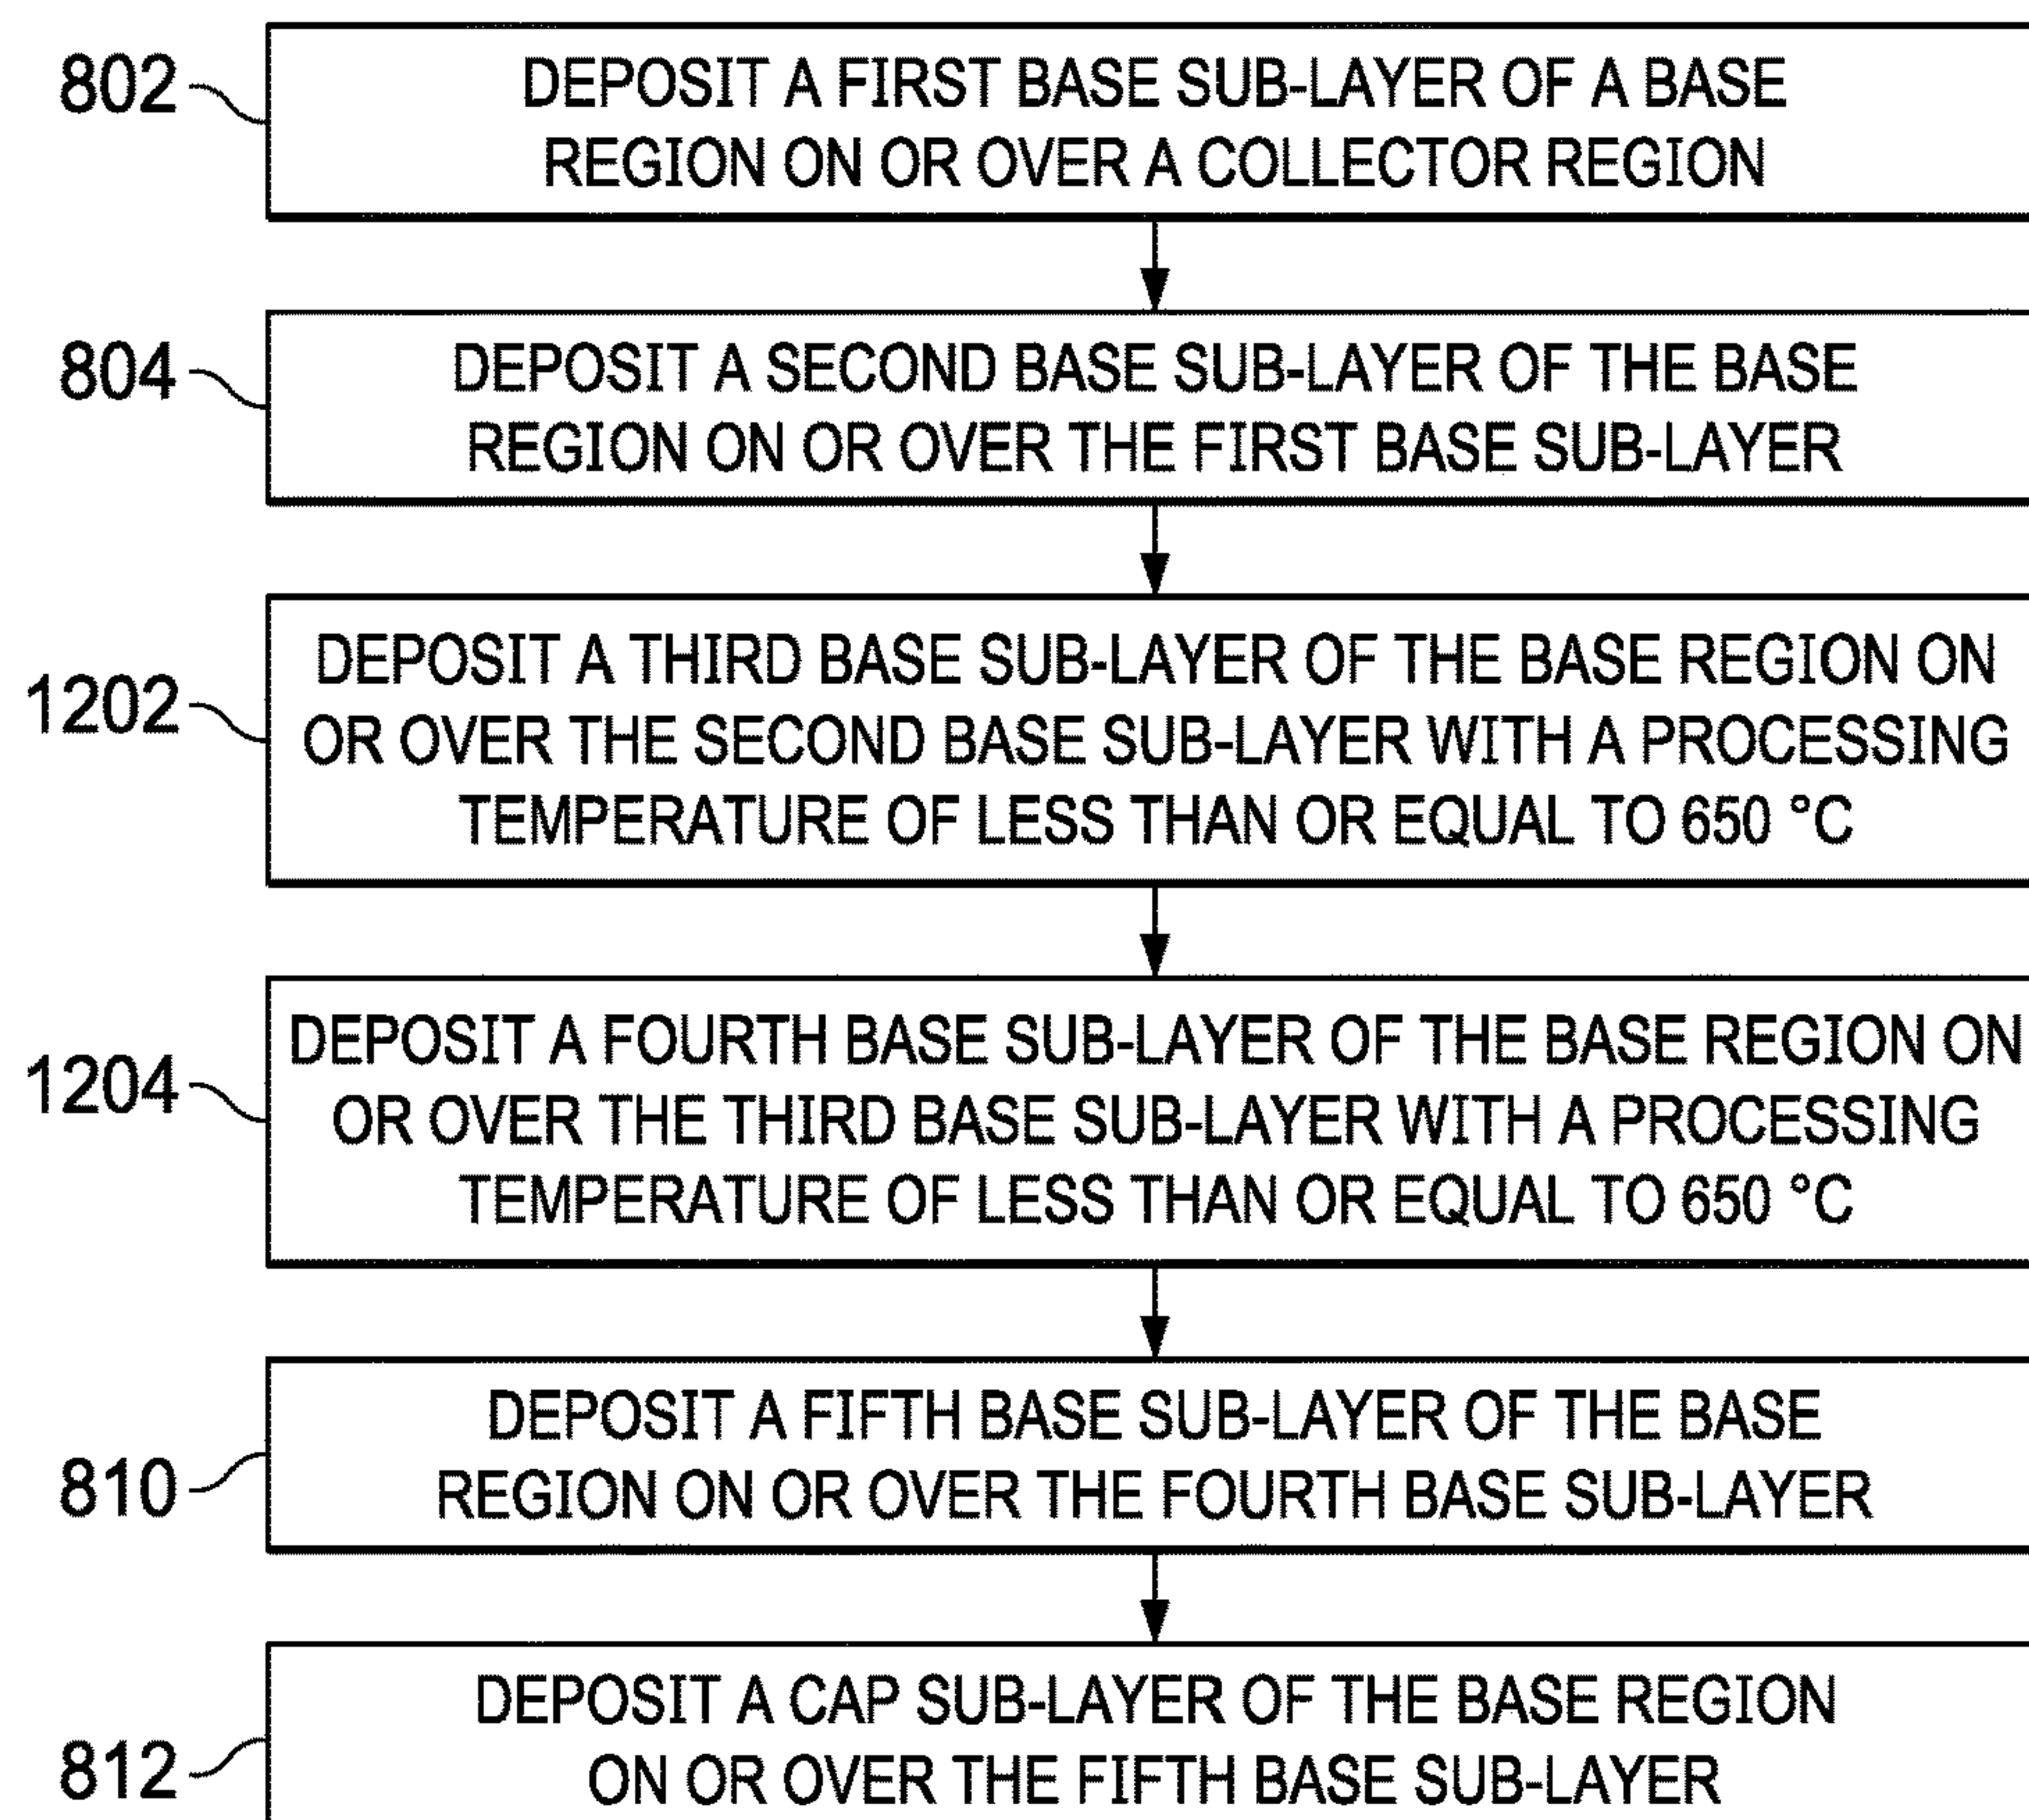 802
DEPOSIT A FIRST BASE SUB-LAYER OF A BASE
REGION ON OR OVER A COLLECTOR REGION
804
DEPOSIT A SECOND BASE SUB-LAYER OF THE BASE
REGION ON OR OVER THE FIRST BASE SUB-LAYER
1202
DEPOSIT A THIRD BASE SUB-LAYER OF THE BASE REGION ON
OR OVER THE SECOND BASE SUB-LAYER WITH A PROCESSING
TEMPERATURE OF LESS THAN OR EQUAL TO 650 °C
1204
DEPOSIT A FOURTH BASE SUB-LAYER OF THE BASE REGION ON
OR OVER THE THIRD BASE SUB-LAYER WITH A PROCESSING
TEMPERATURE OF LESS THAN OR EQUAL TO 650 °C
810
DEPOSIT A FIFTH BASE SUB-LAYER OF THE BASE
REGION ON OR OVER THE FOURTH BASE SUB-LAYER
812
DEPOSIT A CAP SUB-LAYER OF THE BASE REGION
ON OR OVER THE FIFTH BASE SUB-LAYER